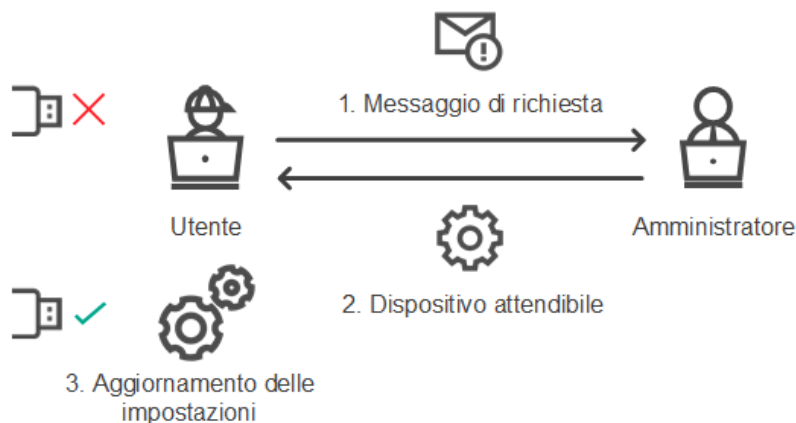 1. Messaggio di richiesta
Utente
Amministratore
2. Dispositivo attendibile
3. Aggiornamento delle
impostazioni